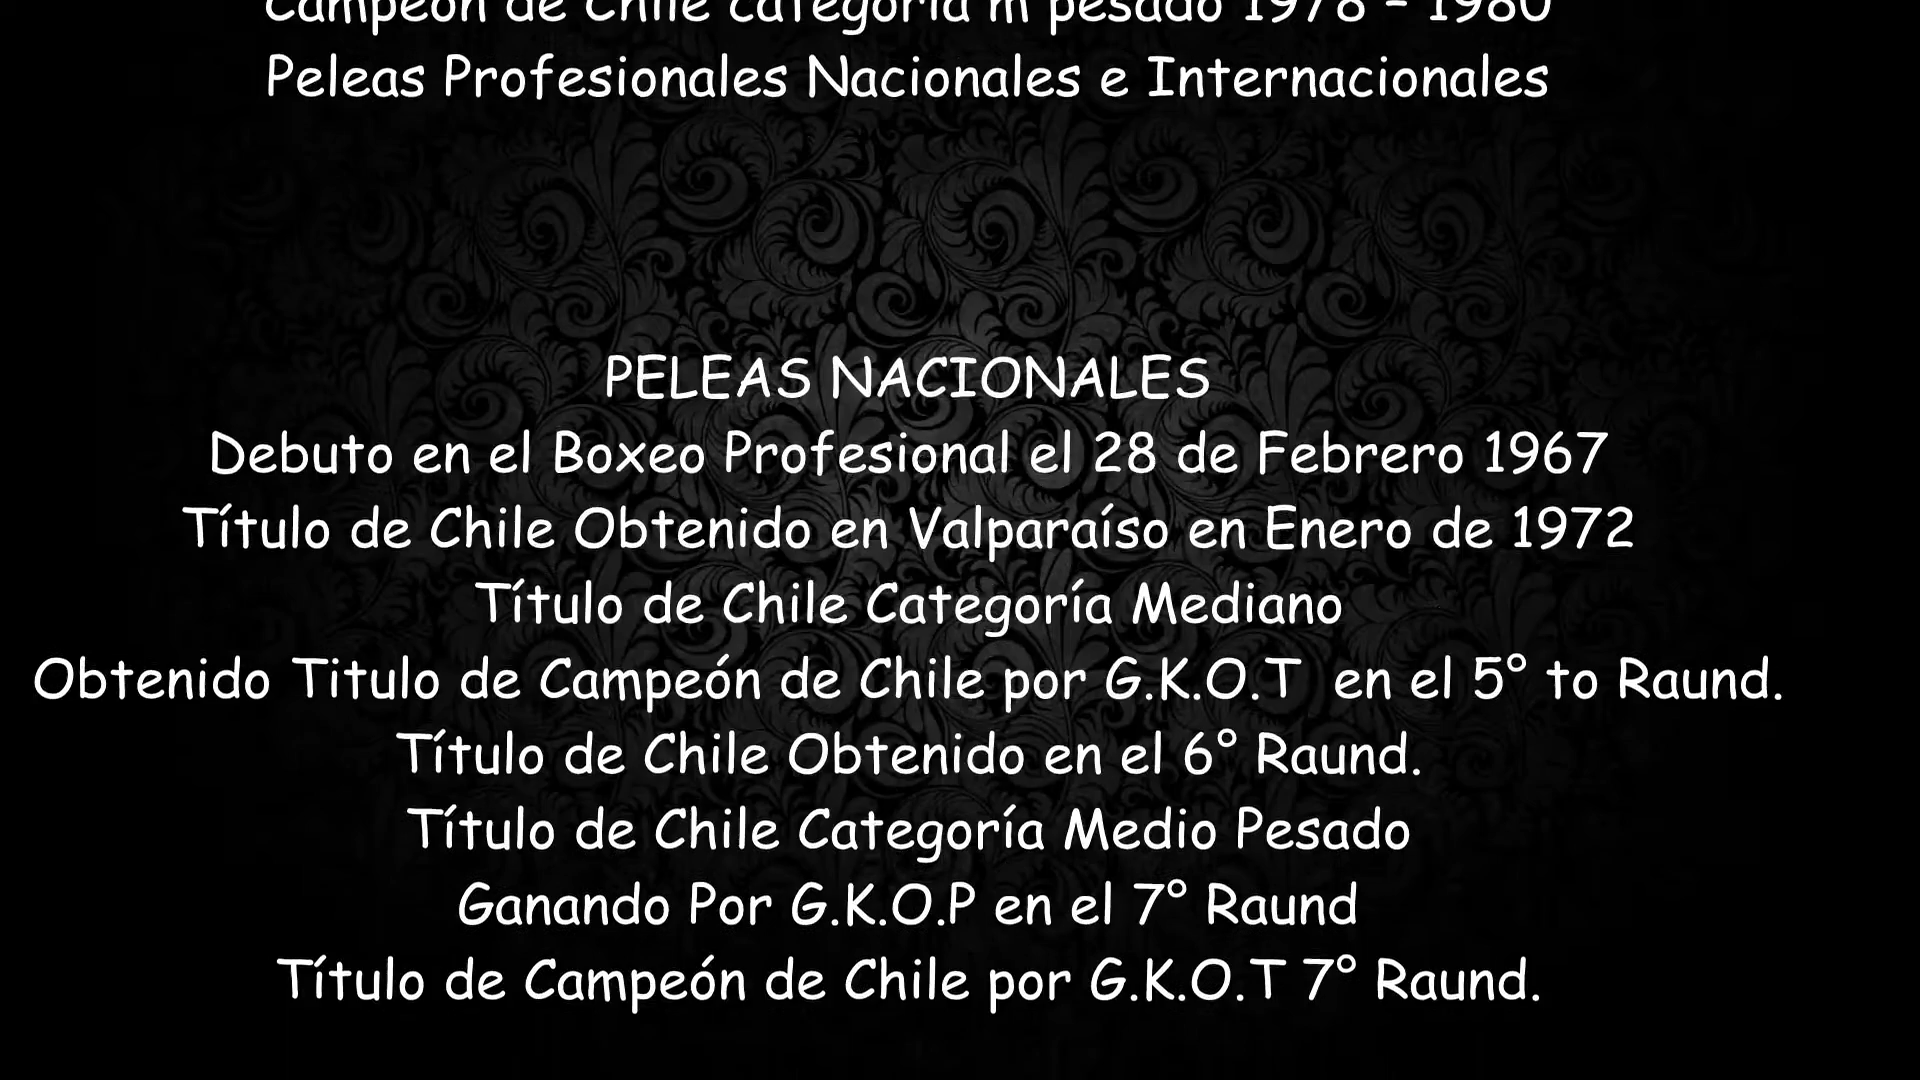 Campeón de Chile categoría m pesado 1978 – 1980
Peleas Profesionales Nacionales e Internacionales
PELEAS NACIONALES
Debuto en el Boxeo Profesional el 28 de Febrero 1967
Título de Chile Obtenido en Valparaíso en Enero de 1972
Título de Chile Categoría Mediano
Obtenido Titulo de Campeón de Chile por G.K.O.T en el 5° to Raund.
Título de Chile Obtenido en el 6° Raund.
Título de Chile Categoría Medio Pesado
Ganando Por G.K.O.P en el 7° Raund
Título de Campeón de Chile por G.K.O.T 7° Raund.